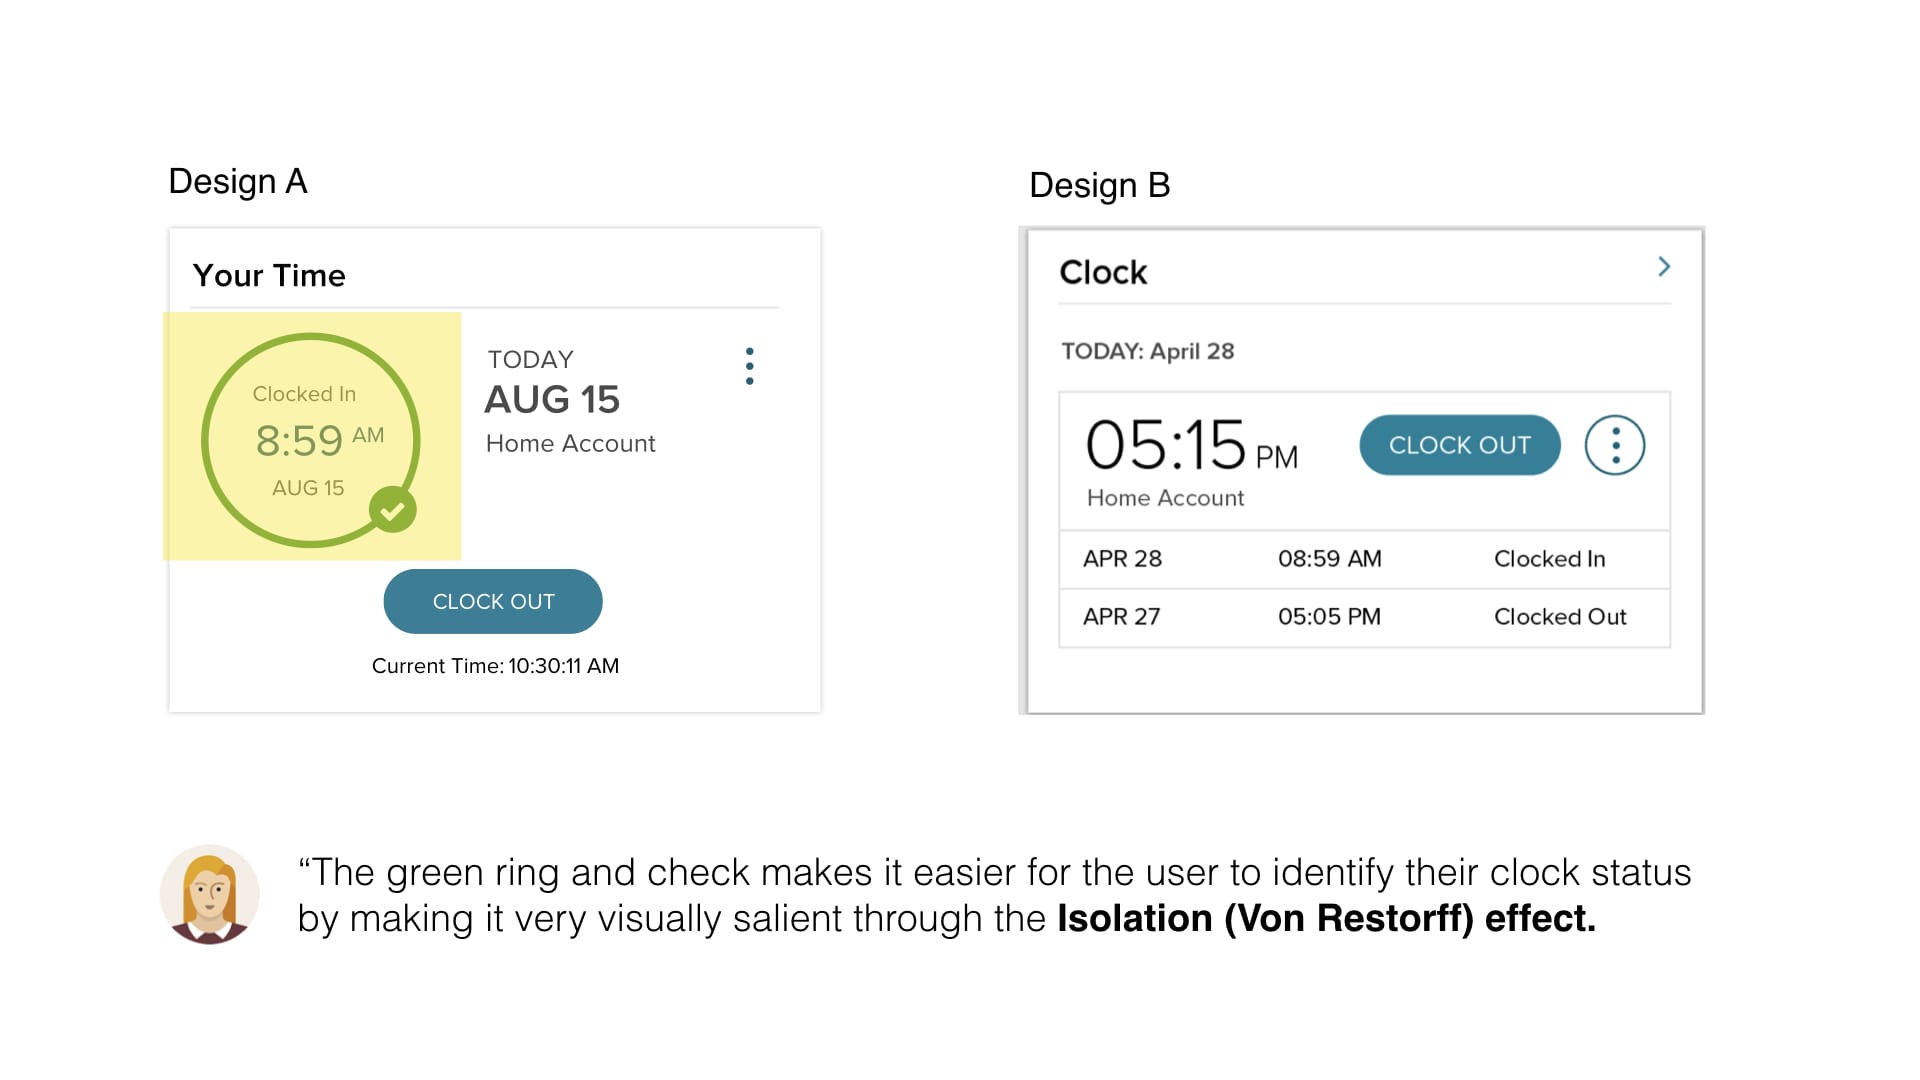 Design A
Your Time
Clocked In
8:59 AM
AUG 15
TODAY
AUG 15
Home Account
CLOCK OUT
Current Time: 10:30:11 AM
Design B
Clock
TODAY: April 28
05:15 PM
CLOCK OUT
Home Account
APR 28 08:59 AM Clocked In
APR 27 05:05 PM Clocked Out
“The green ring and check makes it easier for the user to identify their clock status
by making it very visually salient through the Isolation (Von Restorff) effect.